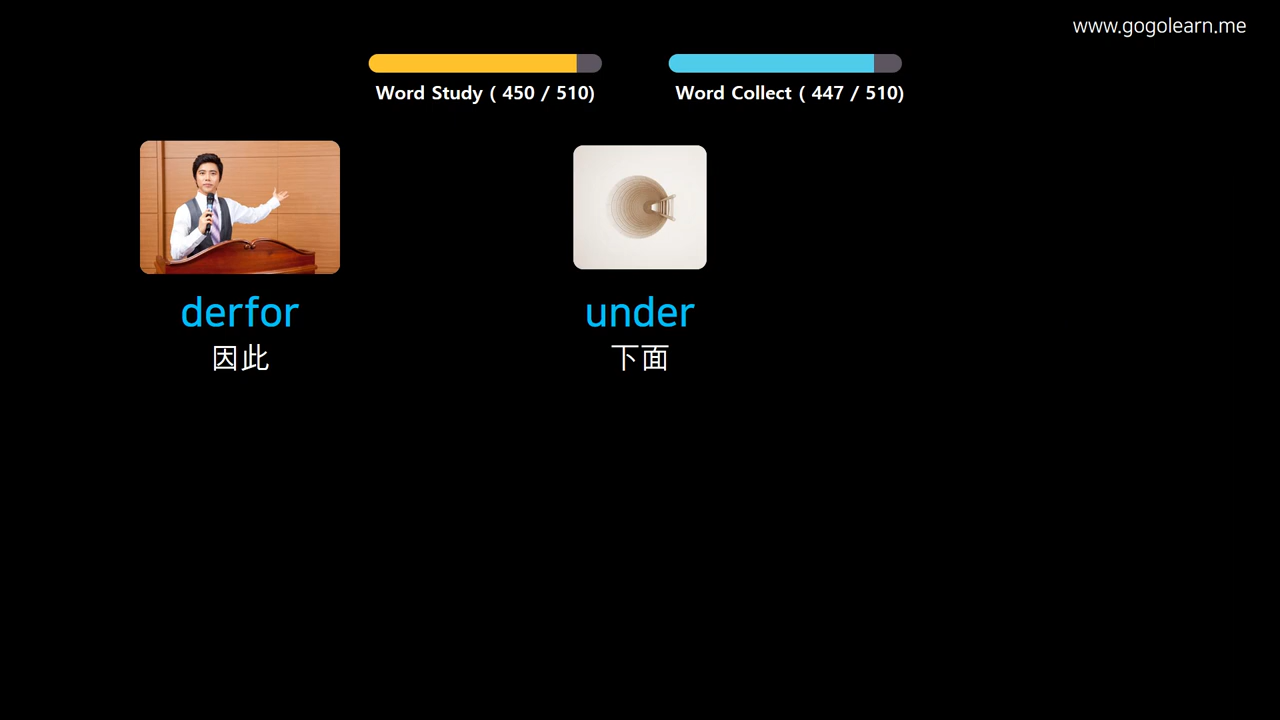 www.gogolearn.me
Word Study ( 450 / 510)
Word Collect ( 447 / 510)
derfor
因此
under
下面